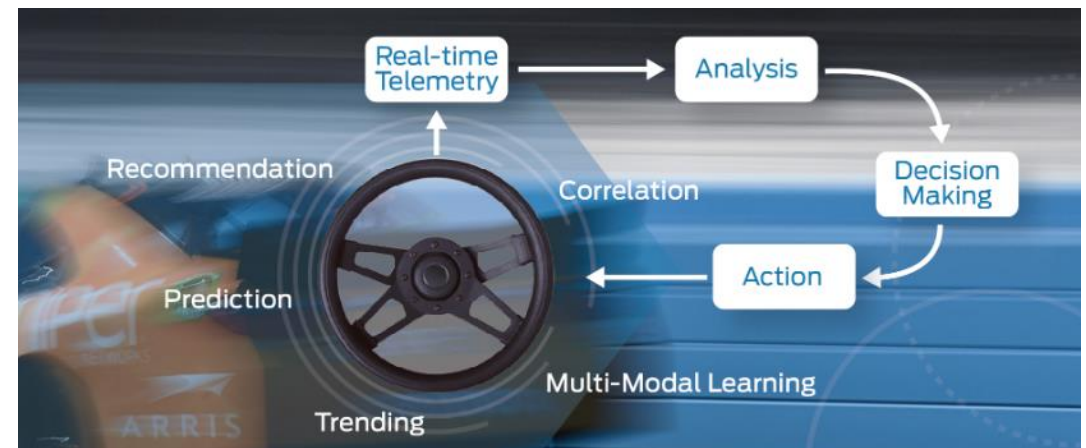 Real-time
Telemetry
Analysis
Recommendation
Correlation
Decision
Making
Prediction
Action
Multi-Modal Learning
Trending
ARRIS